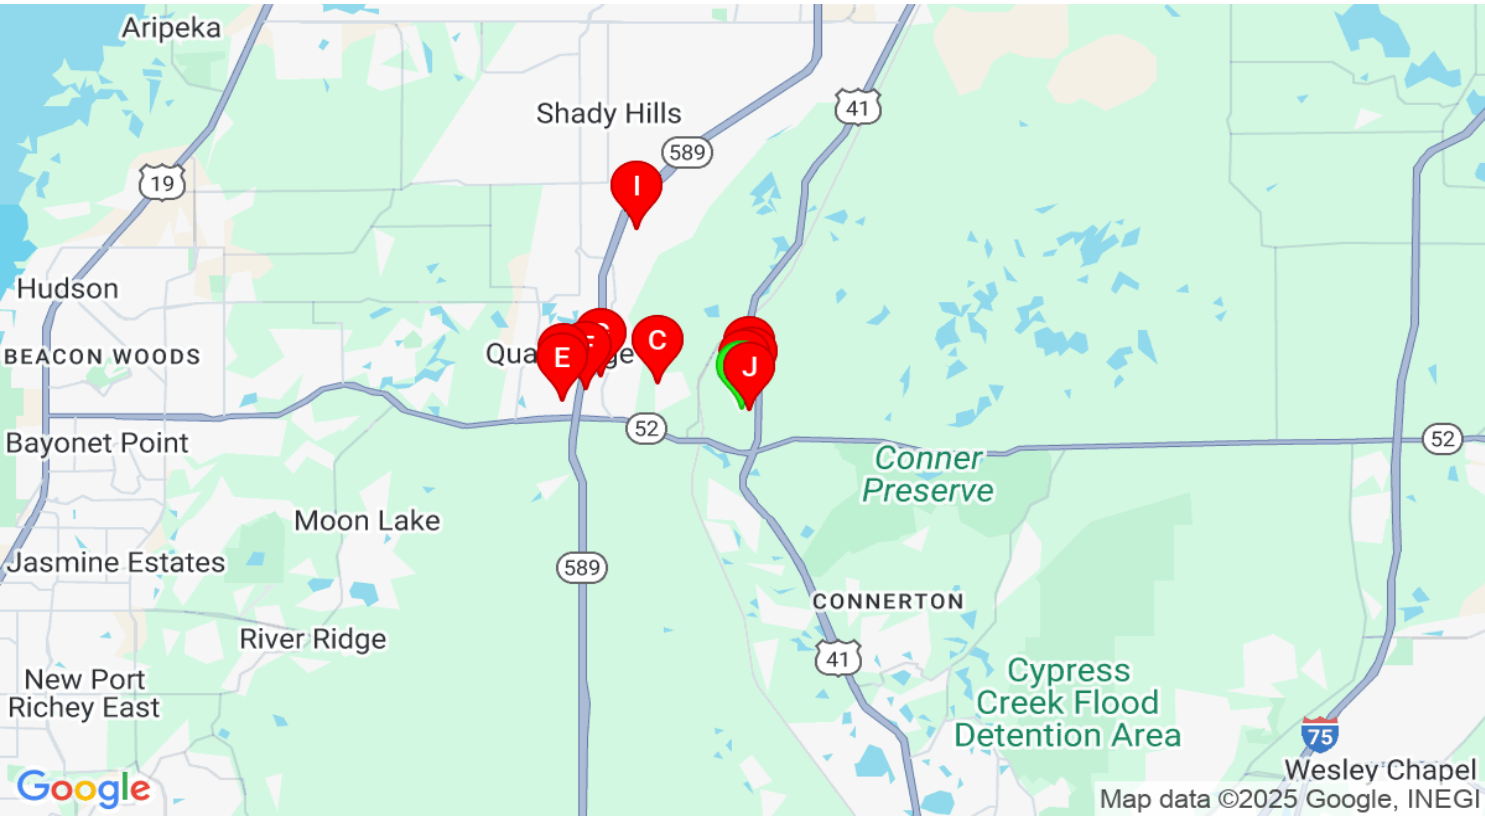 Aripeka
Shady Hills
41
589
19
I
Hudson
C
BEACON WOODS
Qua
ge
E
J
52
Bayonet Point
52
Conner
Preserve
Moon Lake
Jasmine Estates
589
CONNERTON
River Ridge
41
Cypress
Creek Flood
Detention Area
New Port
Richey East
75
Wesley Chapel
Google
Map data ©2025 Google, INEGI